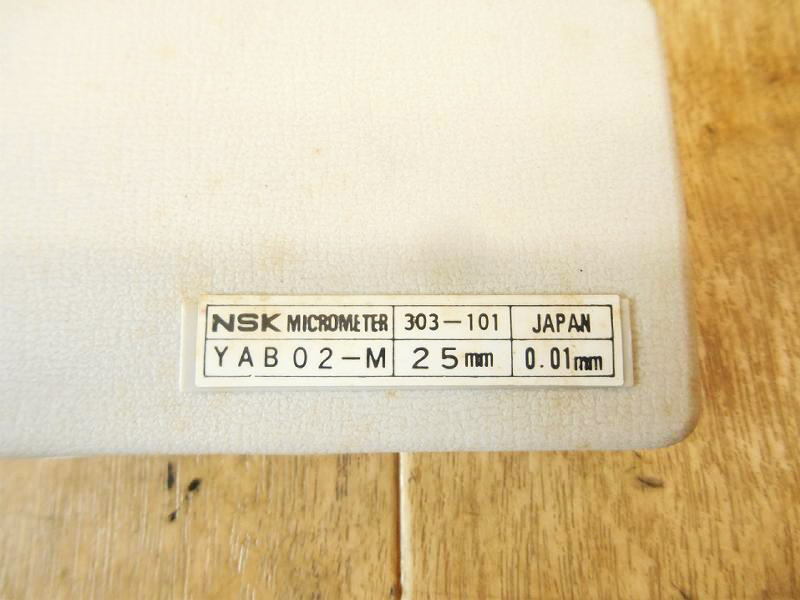 NSK MICROMETER 303-101 JAPAN
YAB02-M 25mm 0.01mm